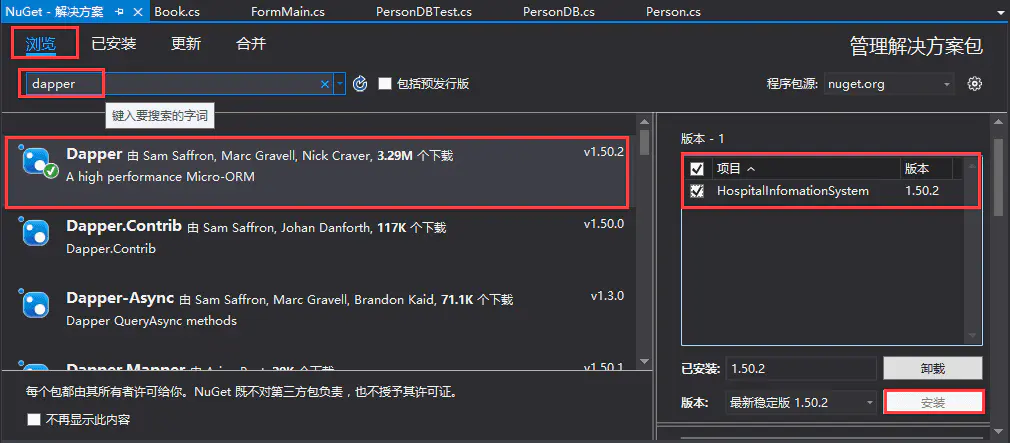 NuGet - 解决方案 Book.cs FormMain.cs PersonDBTest.cs PersonDB.cs Person.cs
浏览 已安装 更新 合并 管理解决方案包
dapper 包括预发行版 程序包源: nuget.org
键入要搜索的字词
Dapper 由 Sam Saffron, Marc Gravell, Nick Craver, 3.29M 个下载 v1.50.2
A high performance Micro-ORM
Dapper.Contrib 由 Sam Saffron, Johan Danforth, 117K 个下载 v1.50.0
Dapper.Contrib
Dapper-Async 由 Sam Saffron, Marc Gravell, Brandon Kaid, 71.1K 个下载 v1.3.0
Dapper QueryAsync methods
v1.50.1
每个包都由其所有者许可给你。NuGet 既不对第三方包负责，也不授予其许可证。
不再显示此内容
版本 - 1
项目 版本
HospitalInfomationSystem 1.50.2
已安装: 1.50.2 卸载
版本: 最新稳定版 1.50.2 安装